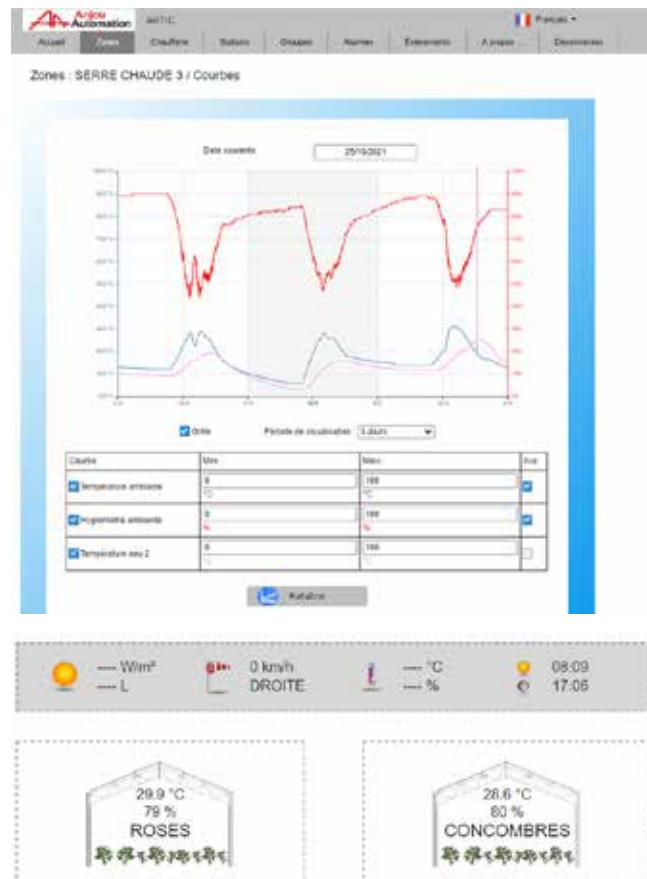 Anjou
Automation
Français
Accueil Zones Chaufferie Stations Groupes Alarmes Evénements A propos Déconnexion
Zones : SERRE CHAUDE 3 / Courbes
Date courante 25/10/2021
Grille Période de visualisation 3 Jours
Courbe Mini Maxi Axe
Température ambiante 0 100
°C °C
Hygrométrie ambiante 0 100
% %
Température eau 2 0 100
---- W/m² 0 km/h ---- °C 08:09
---- L DROITE ---- % 17:06
29.9 °C 28.6 °C
79 % 80 %
ROSES CONCOMBRES